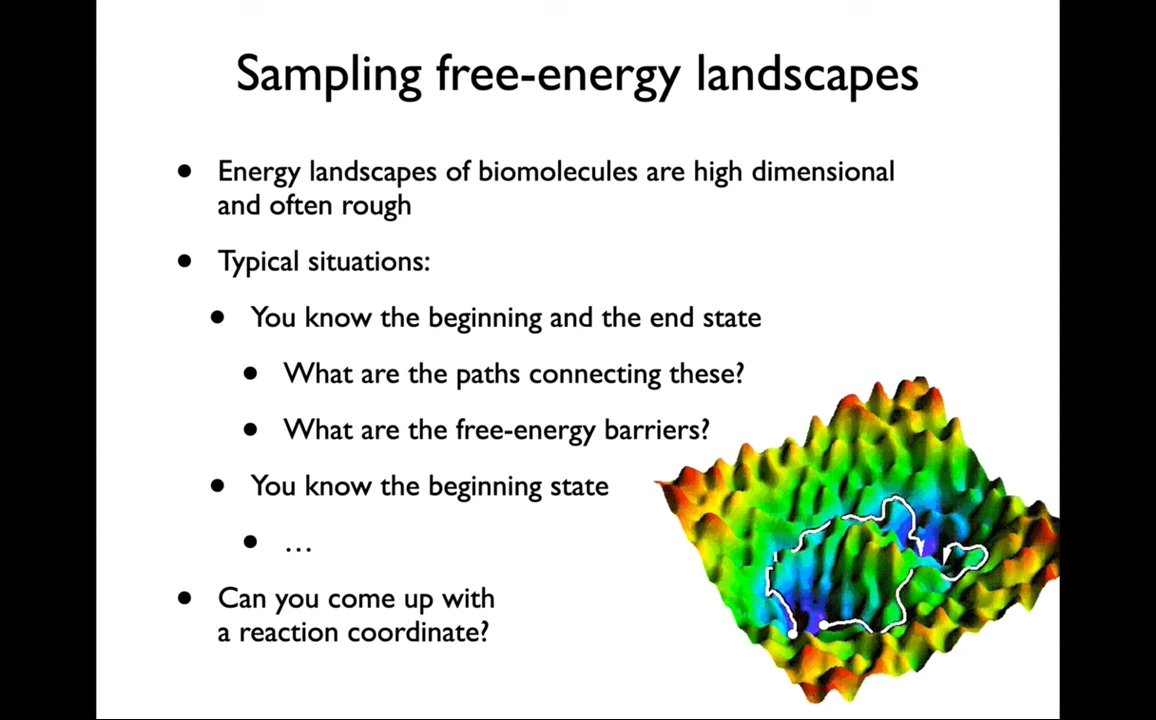 Sampling free-energy landscapes
• Energy landscapes of biomolecules are high dimensional
and often rough
• Typical situations:
• You know the beginning and the end state
• What are the paths connecting these?
• What are the free-energy barriers?
• You know the beginning state
• …
• Can you come up with
a reaction coordinate?